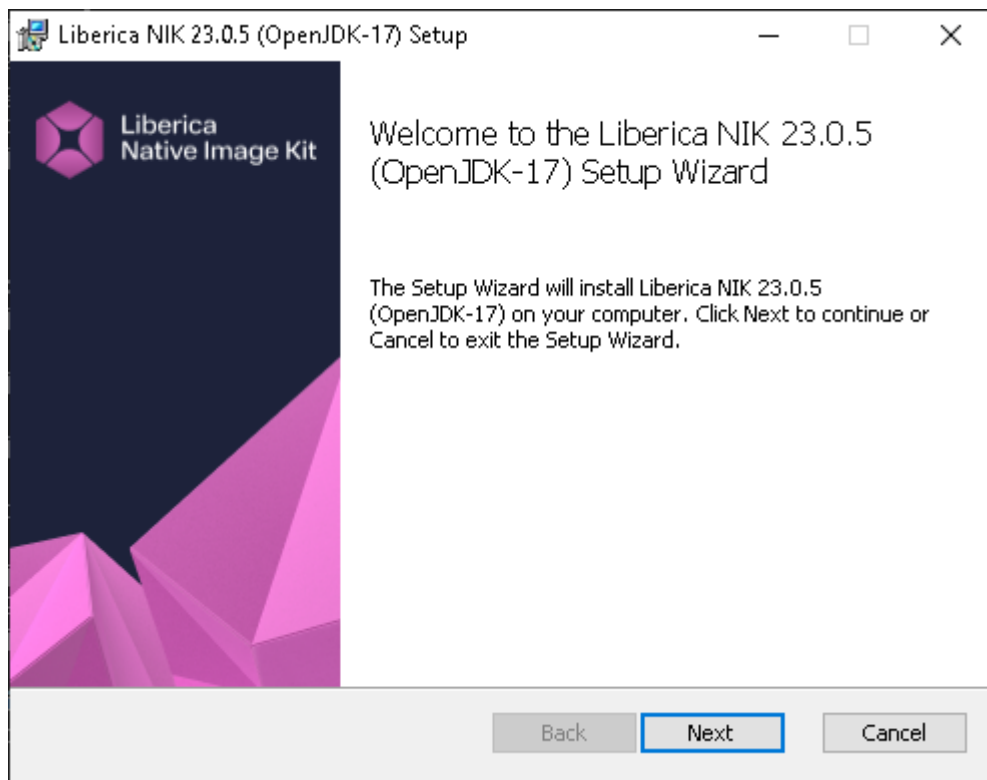 Liberica NIK 23.0.5 (OpenJDK-17) Setup
Liberica
Native Image Kit
Welcome to the Liberica NIK 23.0.5
(OpenJDK-17) Setup Wizard
The Setup Wizard will install Liberica NIK 23.0.5
(OpenJDK-17) on your computer. Click Next to continue or
Cancel to exit the Setup Wizard.
Back
Next
Cancel